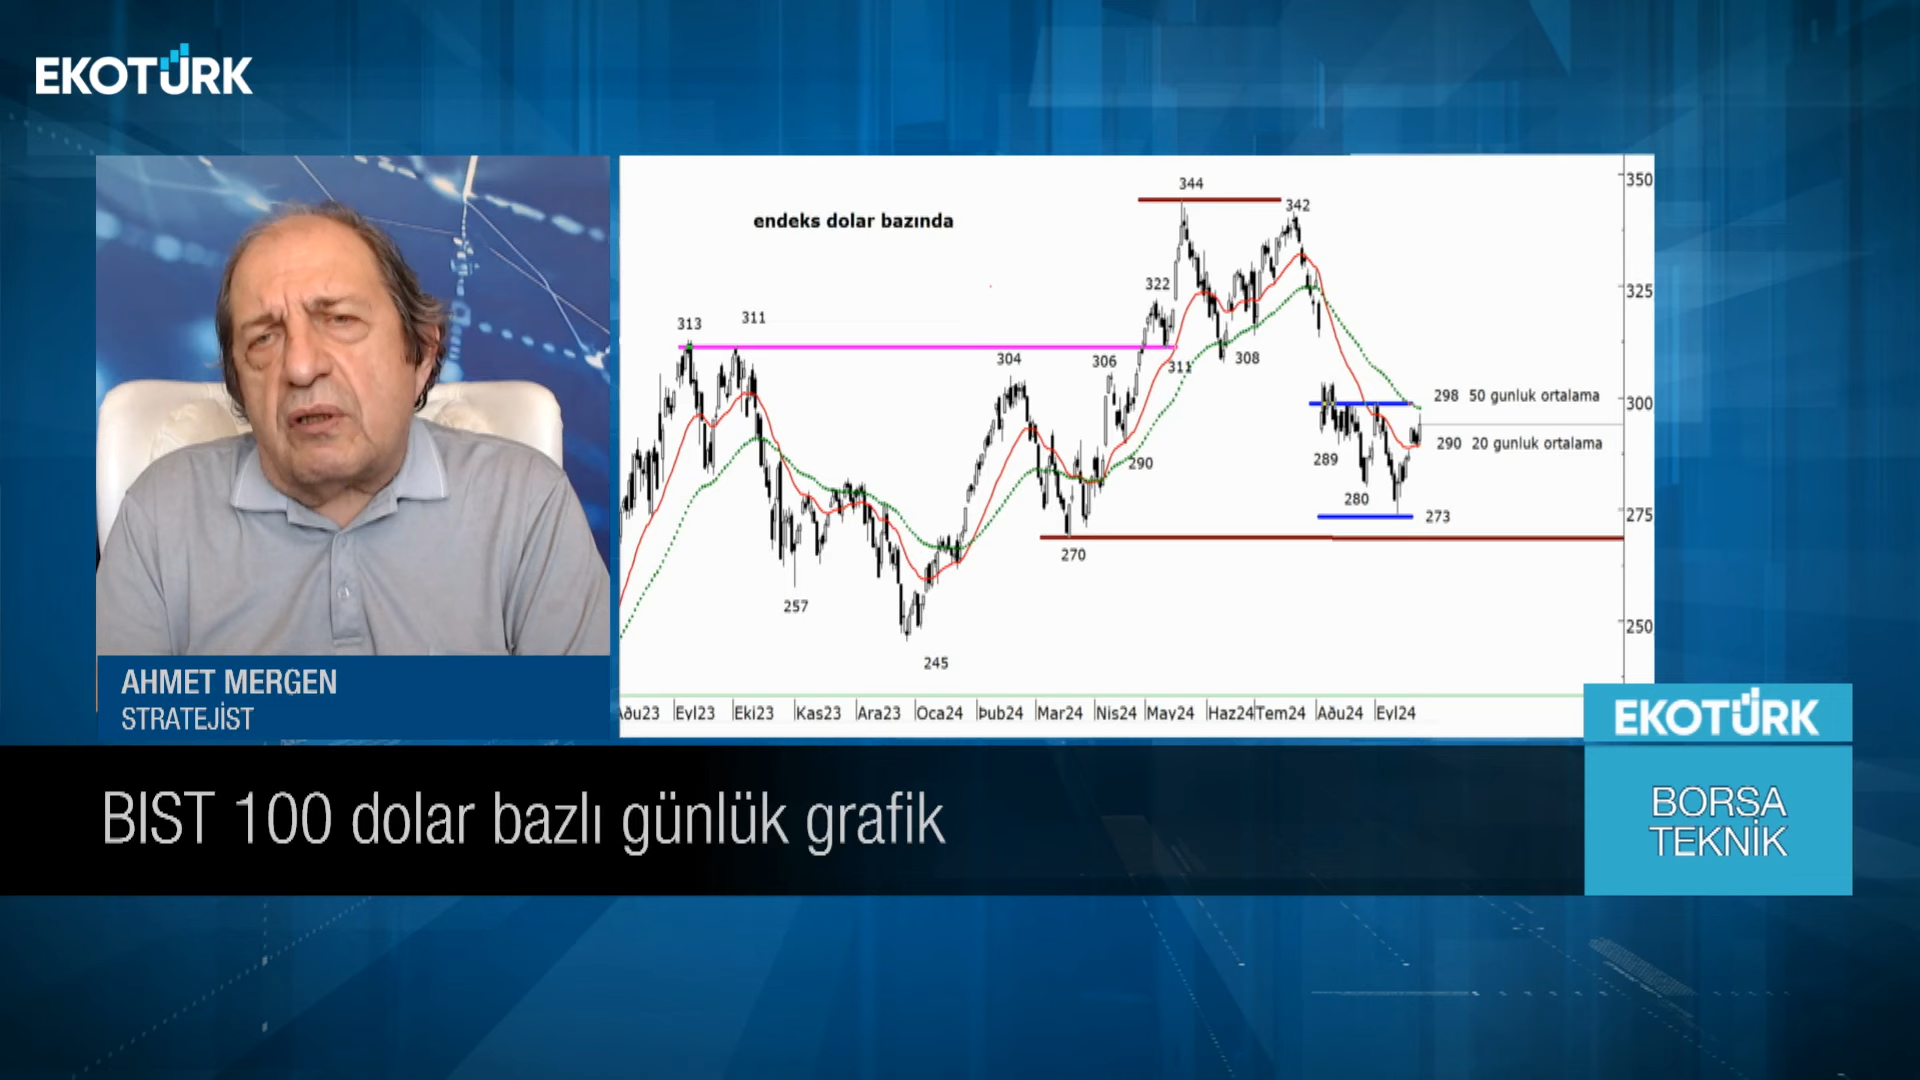 EKOTÜRK
endeks dolar bazında
344
342
350
322
325
313
311
304
306
311
308
298 50 gunluk ortalama
300
290 20 gunluk ortalama
290
289
280
273
275
270
257
250
245
Aðu23 Eyl23 Eki23 Kas23 Ara23 Oca24 Þub24 Mar24 Nis24 May24 Haz24 Tem24 Aðu24 Eyl24
AHMET MERGEN
STRATEJİST
EKOTÜRK
BIST 100 dolar bazlı günlük grafik
BORSA
TEKNİK